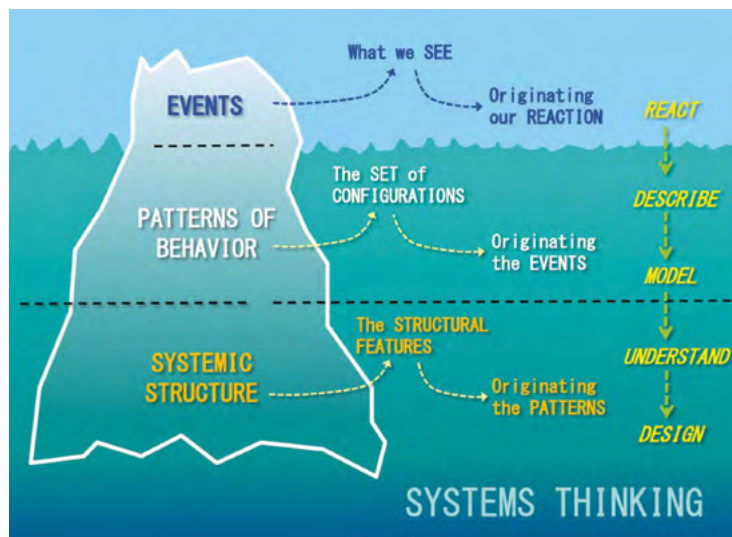 What we SEE
EVENTS
Originating
our REACTION
REACT
The SET of
CONFIGURATIONS
DESCRIBE
PATTERNS OF
BEHAVIOR
Originating
the EVENTS
MODEL
The STRUCTURAL
FEATURES
SYSTEMIC
STRUCTURE
UNDERSTAND
Originating
the PATTERNS
DESIGN
SYSTEMS THINKING